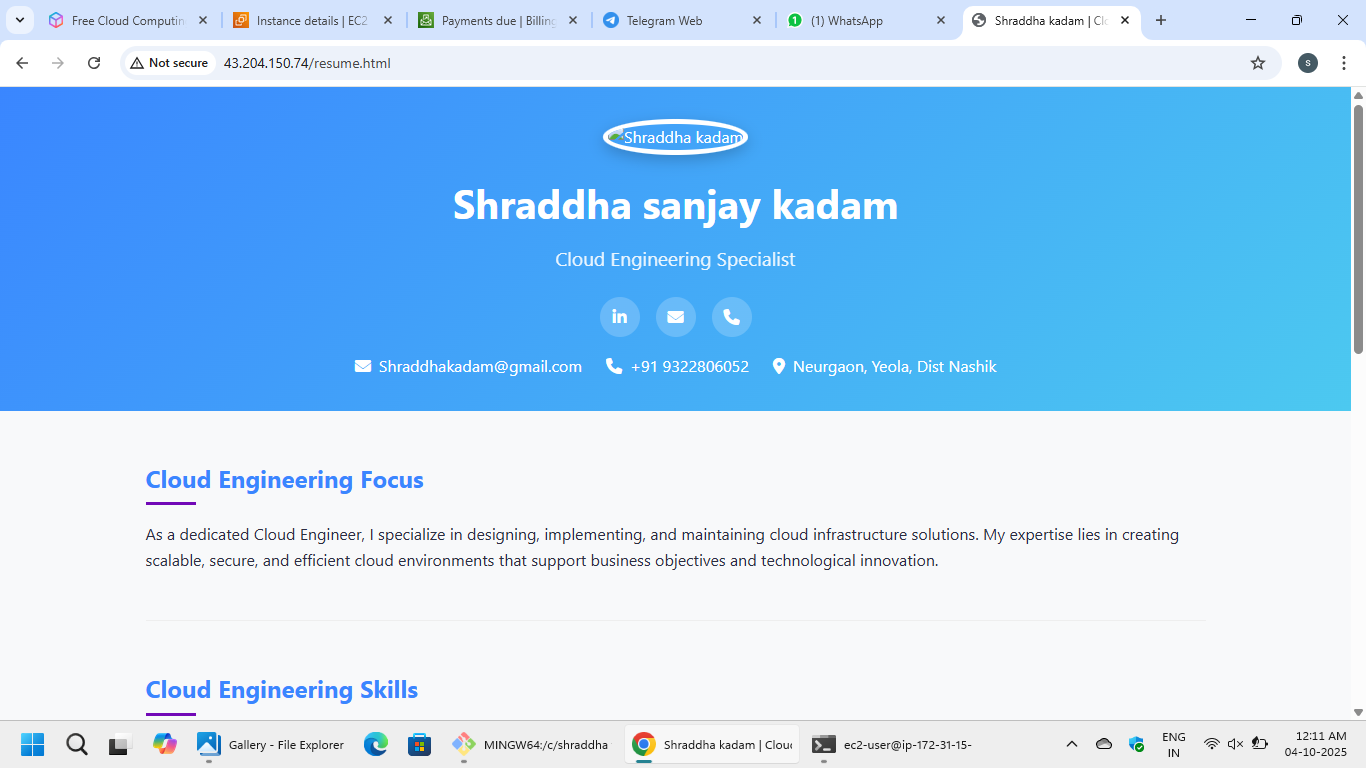 Free Cloud Computin
Instance details | EC2
Payments due | Billing
Telegram Web
(1) WhatsApp
Shraddha kadam | Clo
Not secure
43.204.150.74/resume.html
s
Shraddha kadam
Shraddha sanjay kadam
Cloud Engineering Specialist
in
Shraddhakadam@gmail.com
+91 9322806052
Neurgaon, Yeola, Dist Nashik
Cloud Engineering Focus
As a dedicated Cloud Engineer, I specialize in designing, implementing, and maintaining cloud infrastructure solutions. My expertise lies in creating
scalable, secure, and efficient cloud environments that support business objectives and technological innovation.
Cloud Engineering Skills
Gallery - File Explorer
MINGW64:/c/shraddha
Shraddha kadam | Clouc
ec2-user@ip-172-31-15-
ENG
IN
12:11 AM
04-10-2025